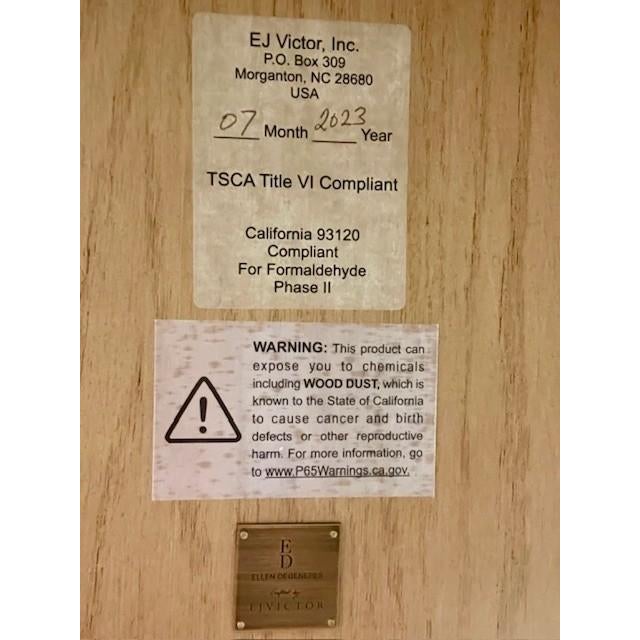 EJ Victor, Inc.
P.O. Box 309
Morganton, NC 28680
USA
07 Month 2023 Year
TSCA Title VI Compliant
California 93120
Compliant
For Formaldehyde
Phase II
WARNING: This product can
expose you to chemicals
including WOOD DUST, which is
known to the State of California
to cause cancer and birth
defects or other reproductive
harm. For more information, go
to www.P65Warnings.ca.gov.
E
D
ELLEN DEGENERES
Crafted by
EJVICTOR